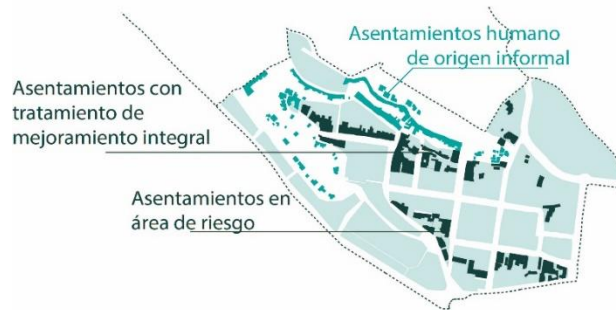 Asentamientos humano
de origen informal
Asentamientos con
tratamiento de
mejoramiento integral
Asentamientos en
área de riesgo